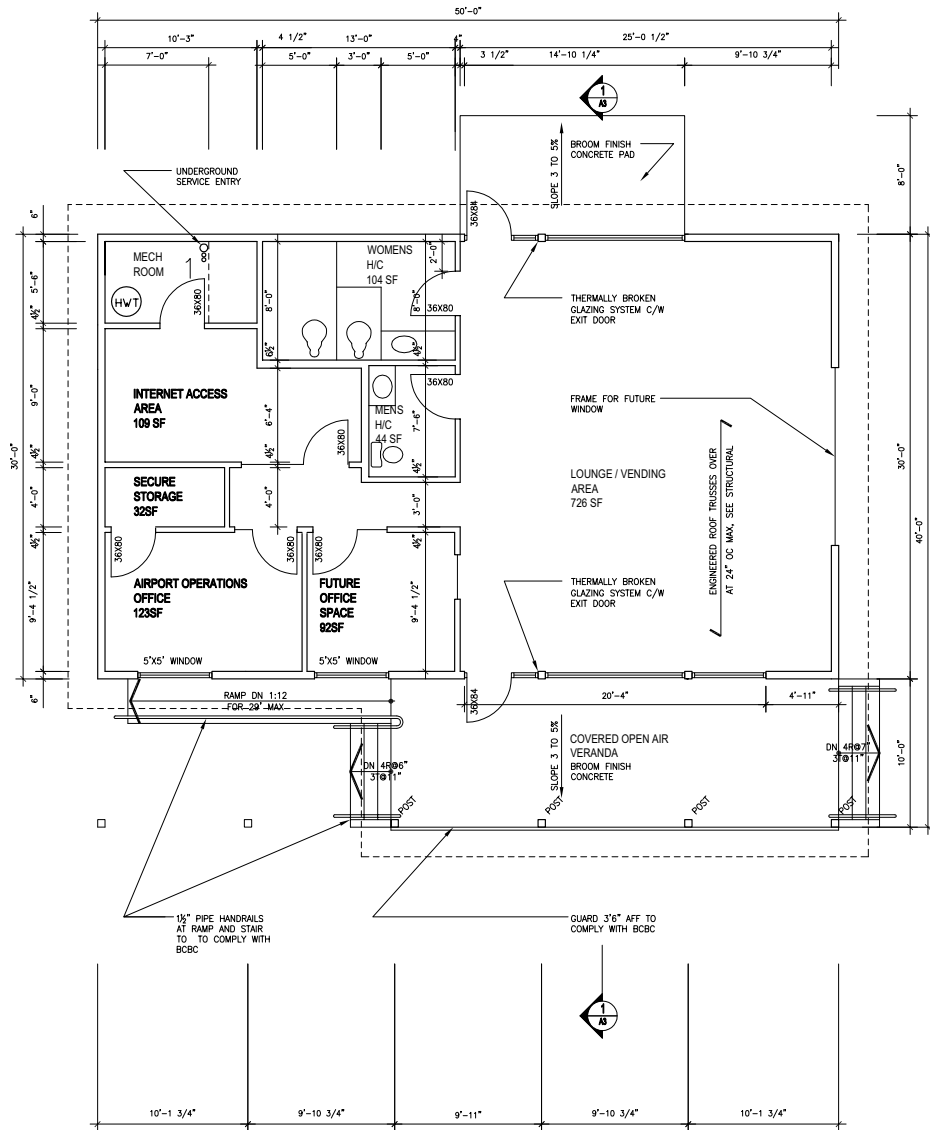 50'-0"
10'-3"
4 1/2"
13'-0"
4"
25'-0 1/2"
7'-0"
5'-0"
3'-0"
5'-0"
3 1/2"
14'-10 1/4"
9'-10 3/4"
1
A3
SLOPE 3 TO 5%
BROOM FINISH
CONCRETE PAD
8'-0"
UNDERGROUND
SERVICE ENTRY
36X84
6"
MECH
ROOM
HWT
36X80
WOMENS
H/C
104 SF
2'-0"
8'-0"
8'-0"
36X80
5'-6"
4½"
6½"
4½"
THERMALLY BROKEN
GLAZING SYSTEM C/W
EXIT DOOR
INTERNET ACCESS
AREA
109 SF
9'-0"
6'-4"
36X80
36X80
MENS
H/C
44 SF
7'-6"
FRAME FOR FUTURE
WINDOW
30'-0"
4½"
4½"
4½"
LOUNGE / VENDING
AREA
726 SF
ENGINEERED ROOF TRUSSES OVER
AT 24" OC MAX, SEE STRUCTURAL
30'-0"
40'-0"
SECURE
STORAGE
32SF
4'-0"
4'-0"
3'-0"
4½"
4½"
36X80
36X80
36X80
AIRPORT OPERATIONS
OFFICE
123SF
FUTURE
OFFICE
SPACE
92SF
9'-4 1/2"
9'-4 1/2"
THERMALLY BROKEN
GLAZING SYSTEM C/W
EXIT DOOR
5'X5' WINDOW
5'X5' WINDOW
6"
RAMP DN 1:12
FOR 29' MAX
36X84
20'-4"
4'-11"
SLOPE 3 TO 5%
COVERED OPEN AIR
VERANDA
BROOM FINISH
CONCRETE
DN 4R@6"
3T@11"
DN 4R@7"
3T@11"
10'-0"
POST
POST
POST
POST
1½" PIPE HANDRAILS
AT RAMP AND STAIR
TO TO COMPLY WITH
BCBC
GUARD 3'6" AFF TO
COMPLY WITH BCBC
1
A3
10'-1 3/4"
9'-10 3/4"
9'-11"
9'-10 3/4"
10'-1 3/4"